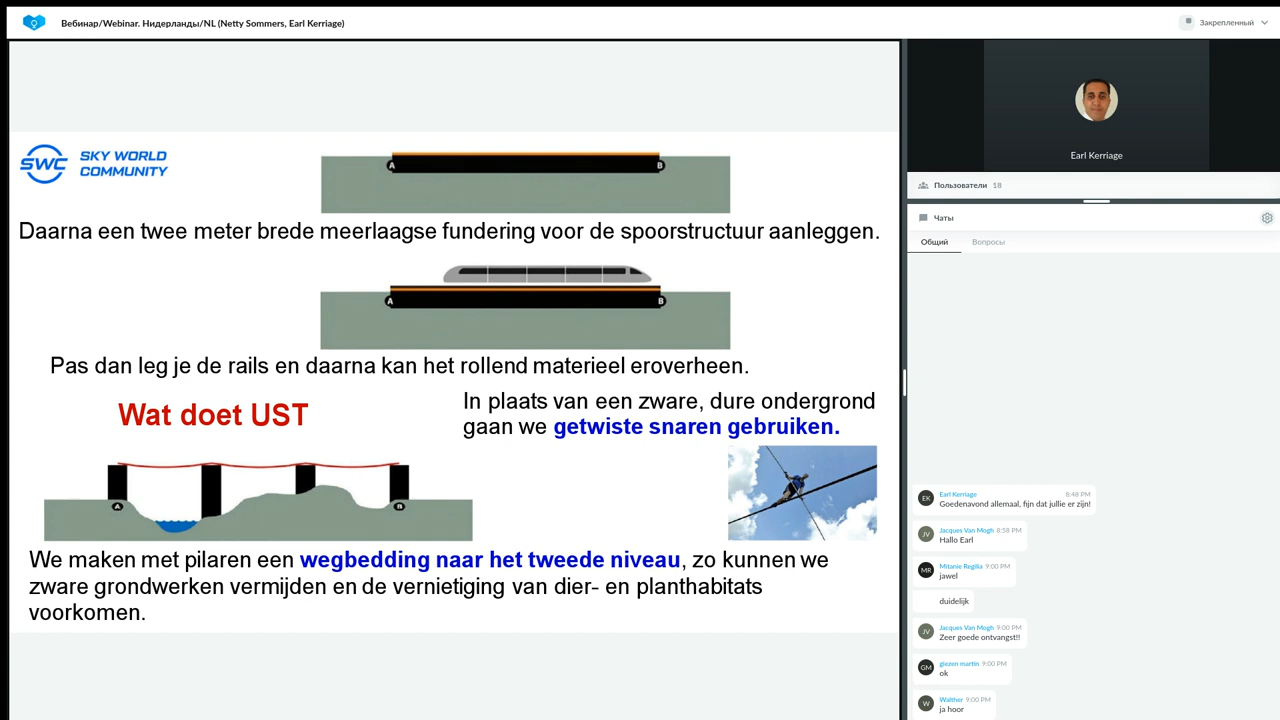 Вебинар/Webinar. Нидерланды/NL (Netty Sommers, Earl Kerriage)
Закрепленный
SWC SKY WORLD
COMMUNITY
A B
Daarna een twee meter brede meerlaagse fundering voor de spoorstructuur aanleggen.
A B
Pas dan leg je de rails en daarna kan het rollend materieel eroverheen.
Wat doet UST
In plaats van een zware, dure ondergrond
gaan we getwiste snaren gebruiken.
A B
We maken met pilaren een wegbedding naar het tweede niveau, zo kunnen we
zware grondwerken vermijden en de vernietiging van dier- en planthabitats
voorkomen.
Earl Kerriage
Пользователи 18
Чаты
Общий Вопросы
EK Earl Kerriage 8:48 PM
Goedenavond allemaal, fijn dat jullie er zijn!
JV Jacques Van Mogh 8:58 PM
Hallo Earl
MR Mitanie Regilia 9:00 PM
jawel
duidelijk
JV Jacques Van Mogh 9:00 PM
Zeer goede ontvangst!!
GM giezen martin 9:00 PM
ok
W Walther 9:00 PM
ja hoor